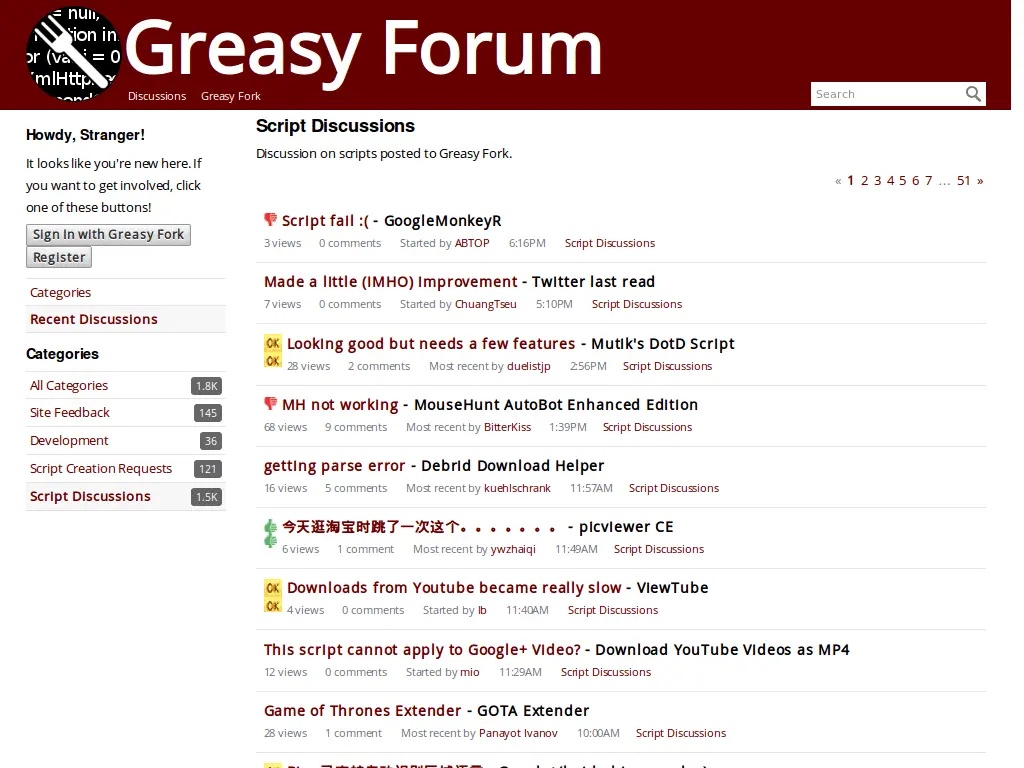 = null,
ion in
or (va i = 0
XmlHttp
Greasy Forum
Discussions Greasy Fork
Search
Howdy, Stranger!
It looks like you're new here. If
you want to get involved, click
one of these buttons!
Sign In with Greasy Fork
Register
Categories
Recent Discussions
Categories
All Categories 1.8K
Site Feedback 145
Development 36
Script Creation Requests 121
Script Discussions 1.5K
Script Discussions
Discussion on scripts posted to Greasy Fork.
« 1 2 3 4 5 6 7 … 51 »
Script fail :( - GoogleMonkeyR
3 views 0 comments Started by ABTOP 6:16PM Script Discussions
Made a little (IMHO) improvement - Twitter last read
7 views 0 comments Started by ChuangTseu 5:10PM Script Discussions
OK Looking good but needs a few features - Mutik's DotD Script
OK 28 views 2 comments Most recent by duelistjp 2:56PM Script Discussions
MH not working - MouseHunt AutoBot Enhanced Edition
68 views 9 comments Most recent by BitterKiss 1:39PM Script Discussions
getting parse error - Debrid Download Helper
16 views 5 comments Most recent by kuehlschrank 11:57AM Script Discussions
今天逛淘宝时跳了一次这个。。。。。。。 - picviewer CE
6 views 1 comment Most recent by ywzhaiqi 11:49AM Script Discussions
OK Downloads from Youtube became really slow - ViewTube
OK 4 views 0 comments Started by lb 11:40AM Script Discussions
This script cannot apply to Google+ Video? - Download YouTube Videos as MP4
12 views 0 comments Started by mio 11:29AM Script Discussions
Game of Thrones Extender - GOTA Extender
28 views 1 comment Most recent by Panayot Ivanov 10:00AM Script Discussions